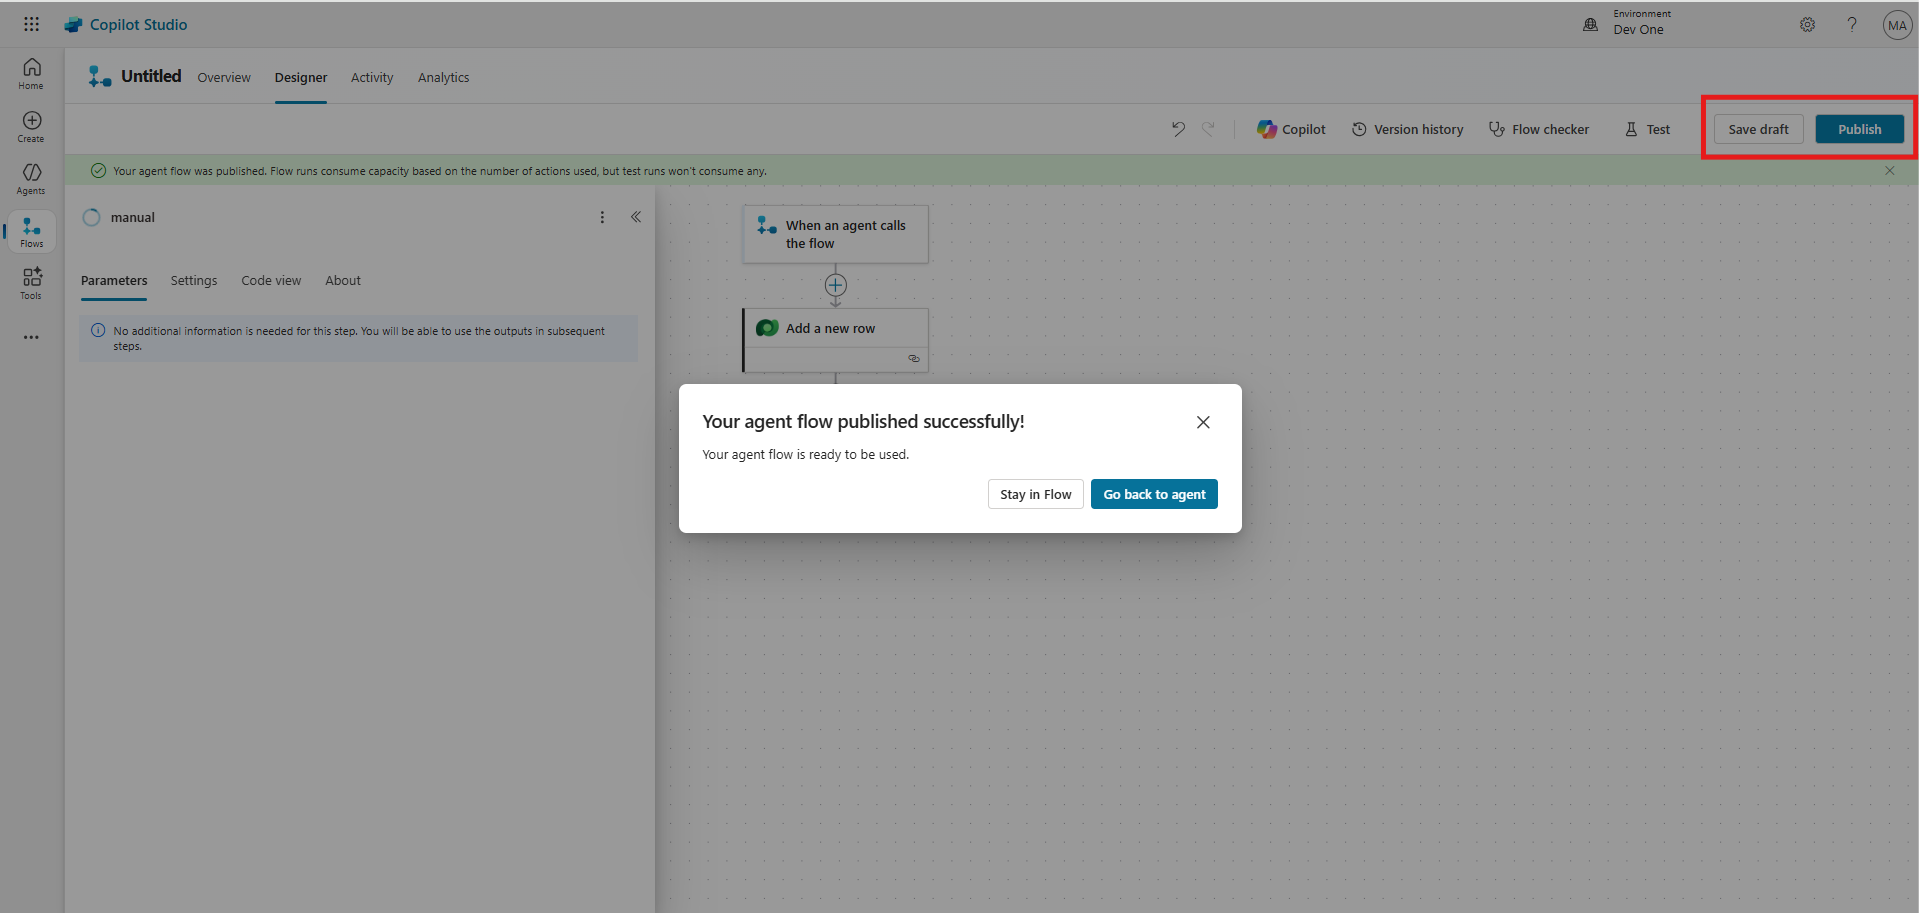 Copilot Studio
Environment
Dev One
MA
Home
Create
Agents
Flows
Tools
Untitled
Overview
Designer
Activity
Analytics
Copilot
Version history
Flow checker
Test
Save draft
Publish
Your agent flow was published. Flow runs consume capacity based on the number of actions used, but test runs won't consume any.
manual
Parameters
Settings
Code view
About
No additional information is needed for this step. You will be able to use the outputs in subsequent
steps.
When an agent calls
the flow
Add a new row
Your agent flow published successfully!
Your agent flow is ready to be used.
Stay in Flow
Go back to agent